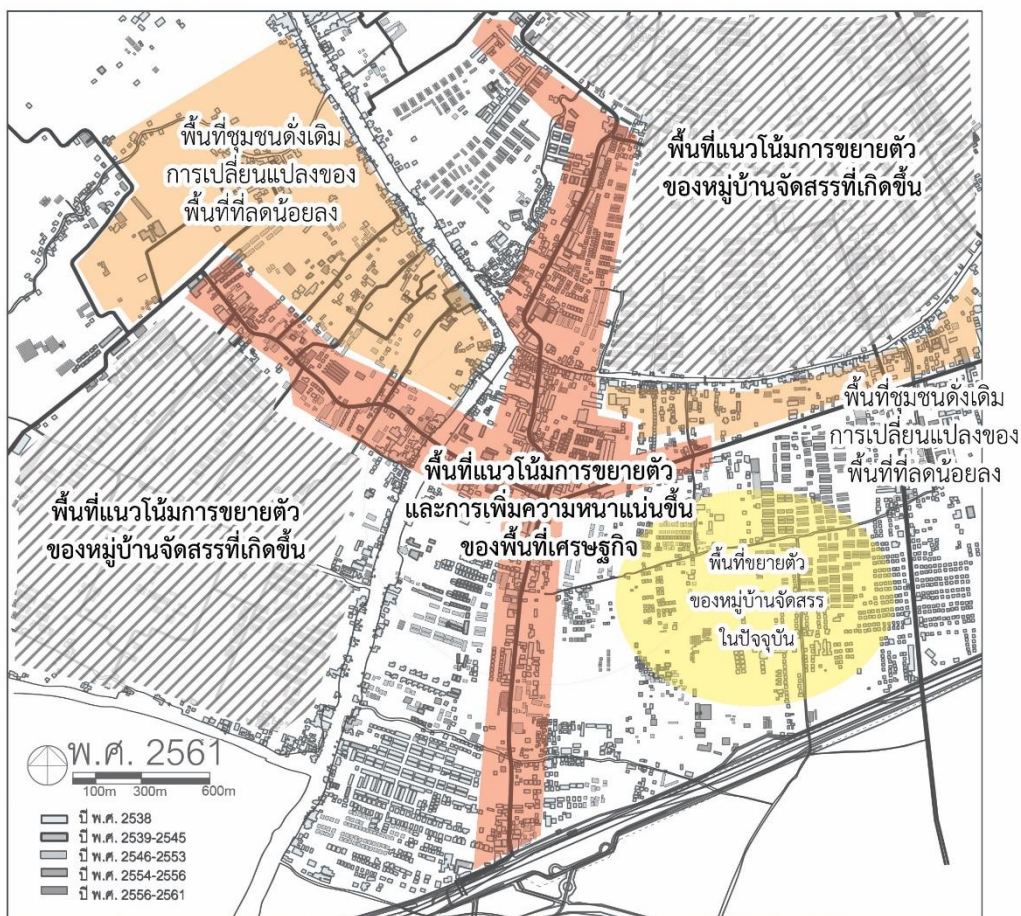 พื้นที่ชุมชนดั่งเดิม
การเปลี่ยนแปลงของ
พื้นที่ที่ลดน้อยลง
พื้นที่แนวโน้มการขยายตัว
ของหมู่บ้านจัดสรรที่เกิดขึ้น
พื้นที่ชุมชนดั่งเดิม
การเปลี่ยนแปลงของ
พื้นที่ที่ลดน้อยลง
พื้นที่แนวโน้มการขยายตัว
และการเพิ่มความหนาแน่นขึ้น
ของพื้นที่เศรษฐกิจ
พื้นที่แนวโน้มการขยายตัว
ของหมู่บ้านจัดสรรที่เกิดขึ้น
พื้นที่ขยายตัว
ของหมู่บ้านจัดสรร
ในปัจจุบัน
พ.ศ. 2561
100m 300m 600m
ปี พ.ศ. 2538
ปี พ.ศ. 2539-2545
ปี พ.ศ. 2546-2553
ปี พ.ศ. 2554-2556
ปี พ.ศ. 2556-2561